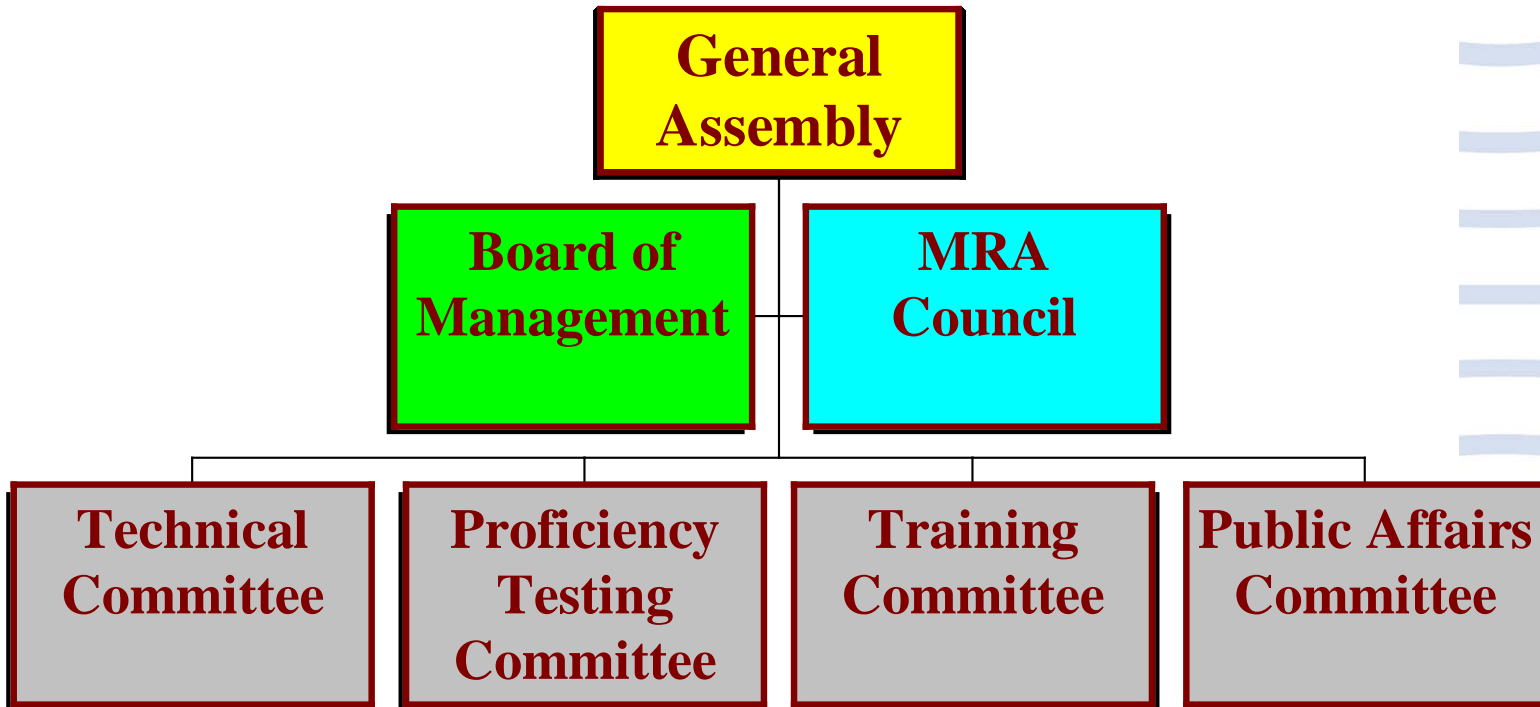 General
Assembly
Board of
Management
MRA
Council
Technical
Committee
Proficiency
Testing
Committee
Training
Committee
Public Affairs
Committee